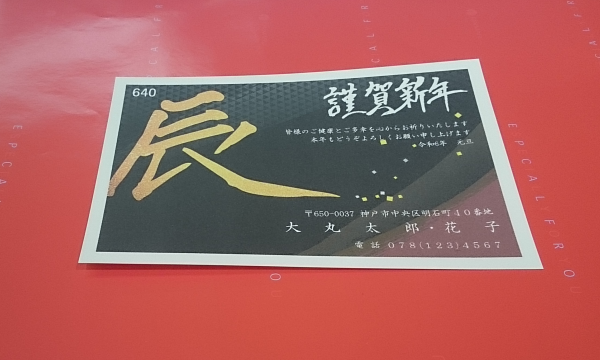 640
謹賀新年
辰
皆様のご健康とご多幸を心からお祈りいたします
本年もどうぞよろしくお願い申し上げます
令和6年 元旦
〒650-0037 神戸市中央区明石町40番地
大丸太郎・花子
電話 078(123)4567